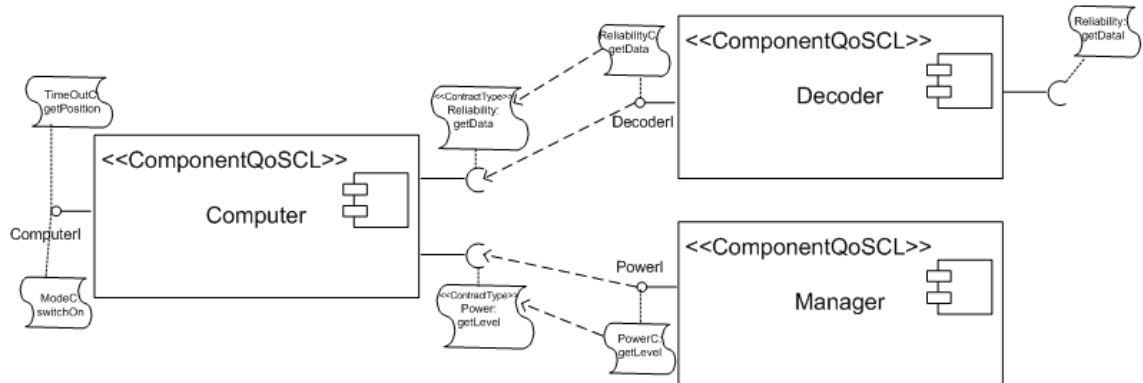 TimeOutC
getPosition
<<ComponentQoSCL>>
Computer
ComputerI
ModeC
switchOn
<<ContractType>>
Reliability:
getData
<<ContractType>>
Power:
getLevel
ReliabilityC
getData
DecoderI
<<ComponentQoSCL>>
Decoder
Reliability:
getDataI
PowerI
PowerC:
getLevel
<<ComponentQoSCL>>
Manager